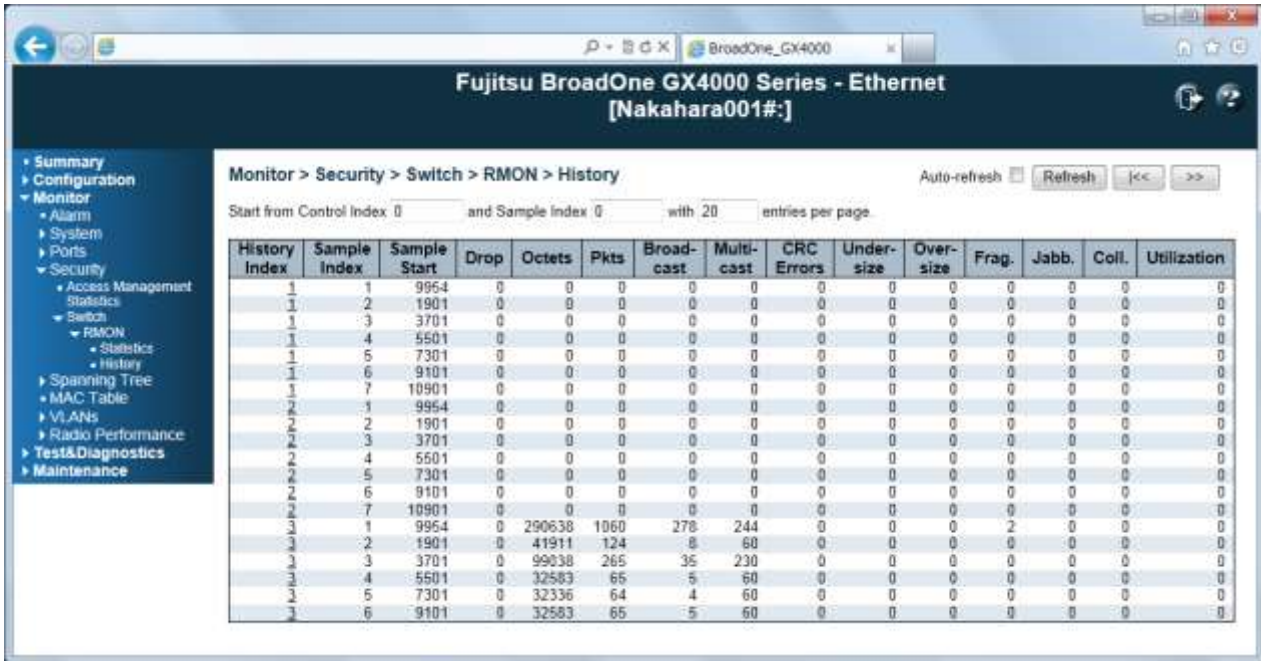 BroadOne_GX4000
Fujitsu BroadOne GX4000 Series - Ethernet
[Nakahara001#:]
Summary
Configuration
Monitor
Alarm
System
Ports
Security
Access Management
Statistics
Switch
RMON
Statistics
History
Spanning Tree
MAC Table
VLANs
Radio Performance
Test&Diagnostics
Maintenance
Monitor > Security > Switch > RMON > History
Auto-refresh Refresh |<< >>
Start from Control Index 0 and Sample Index 0 with 20 entries per page.
History Index Sample Index Sample Start Drop Octets Pkts Broad-cast Multi-cast CRC Errors Under-size Over-size Frag. Jabb. Coll. Utilization
1 1 9954 0 0 0 0 0 0 0 0 0 0 0 0
1 2 1901 0 0 0 0 0 0 0 0 0 0 0 0
1 3 3701 0 0 0 0 0 0 0 0 0 0 0 0
1 4 5501 0 0 0 0 0 0 0 0 0 0 0 0
1 5 7301 0 0 0 0 0 0 0 0 0 0 0 0
1 6 9101 0 0 0 0 0 0 0 0 0 0 0 0
1 7 10901 0 0 0 0 0 0 0 0 0 0 0 0
2 1 9954 0 0 0 0 0 0 0 0 0 0 0 0
2 2 1901 0 0 0 0 0 0 0 0 0 0 0 0
2 3 3701 0 0 0 0 0 0 0 0 0 0 0 0
2 4 5501 0 0 0 0 0 0 0 0 0 0 0 0
2 5 7301 0 0 0 0 0 0 0 0 0 0 0 0
2 6 9101 0 0 0 0 0 0 0 0 0 0 0 0
2 7 10901 0 0 0 0 0 0 0 0 0 0 0 0
3 1 9954 0 290638 1060 278 244 0 0 0 2 0 0 0
3 2 1901 0 41911 124 8 60 0 0 0 0 0 0 0
3 3 3701 0 99038 265 35 230 0 0 0 0 0 0 0
3 4 5501 0 32583 65 5 60 0 0 0 0 0 0 0
3 5 7301 0 32336 64 4 60 0 0 0 0 0 0 0
3 6 9101 0 32583 65 5 60 0 0 0 0 0 0 0